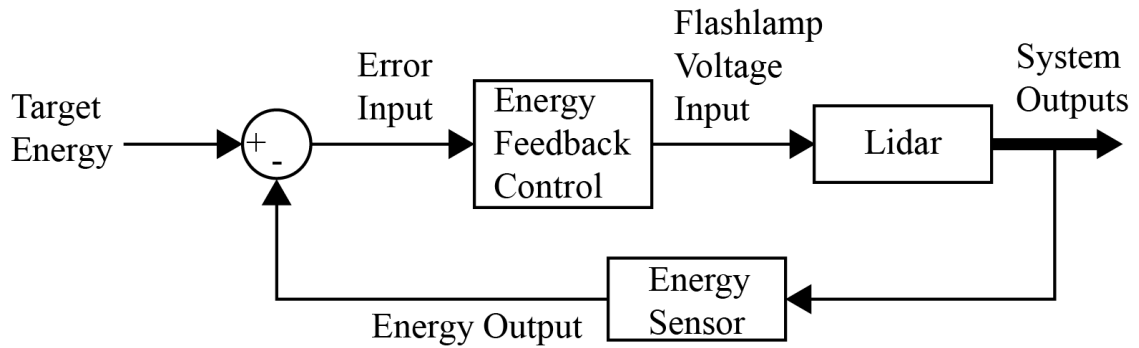 Target
Energy
+
-
Error
Input
Energy
Feedback
Control
Flashlamp
Voltage
Input
Lidar
System
Outputs
Energy
Sensor
Energy Output